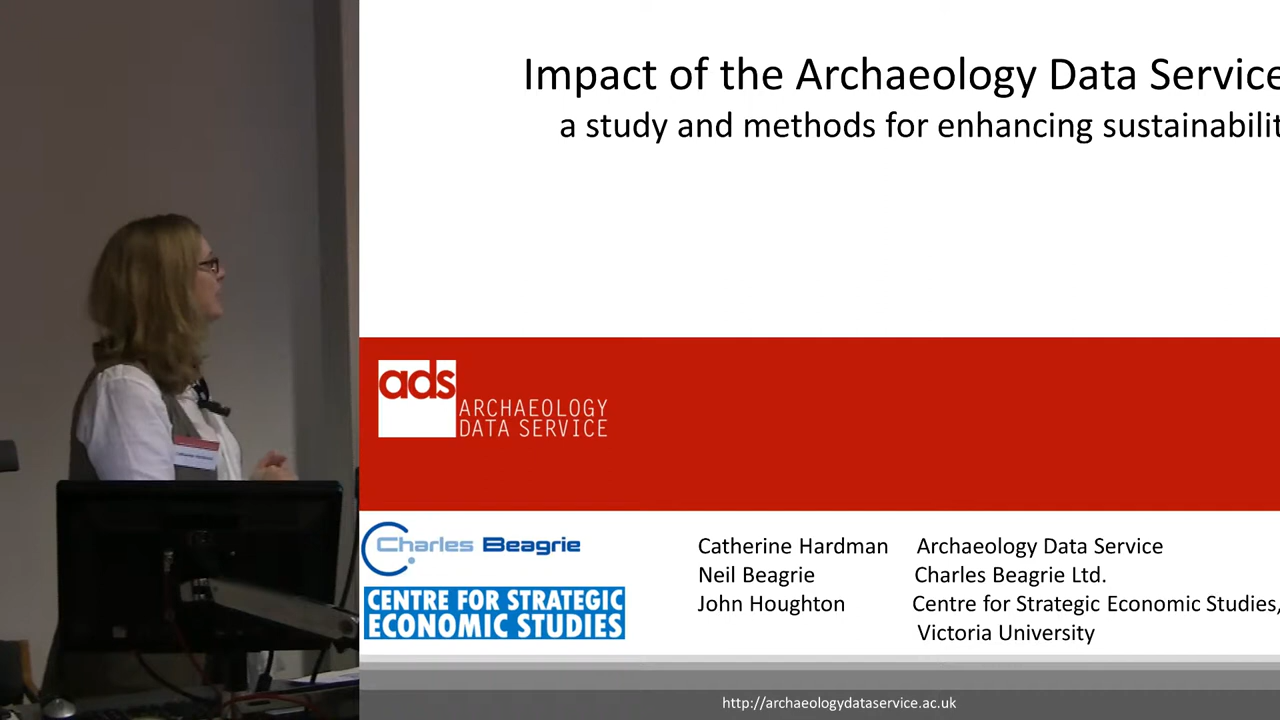 Impact of the Archaeology Data Service
a study and methods for enhancing sustainabilit
ads
ARCHAEOLOGY
DATA SERVICE
Charles Beagrie
CENTRE FOR STRATEGIC
ECONOMIC STUDIES
Catherine Hardman Archaeology Data Service
Neil Beagrie Charles Beagrie Ltd.
John Houghton Centre for Strategic Economic Studies,
Victoria University
http://archaeologydataservice.ac.uk